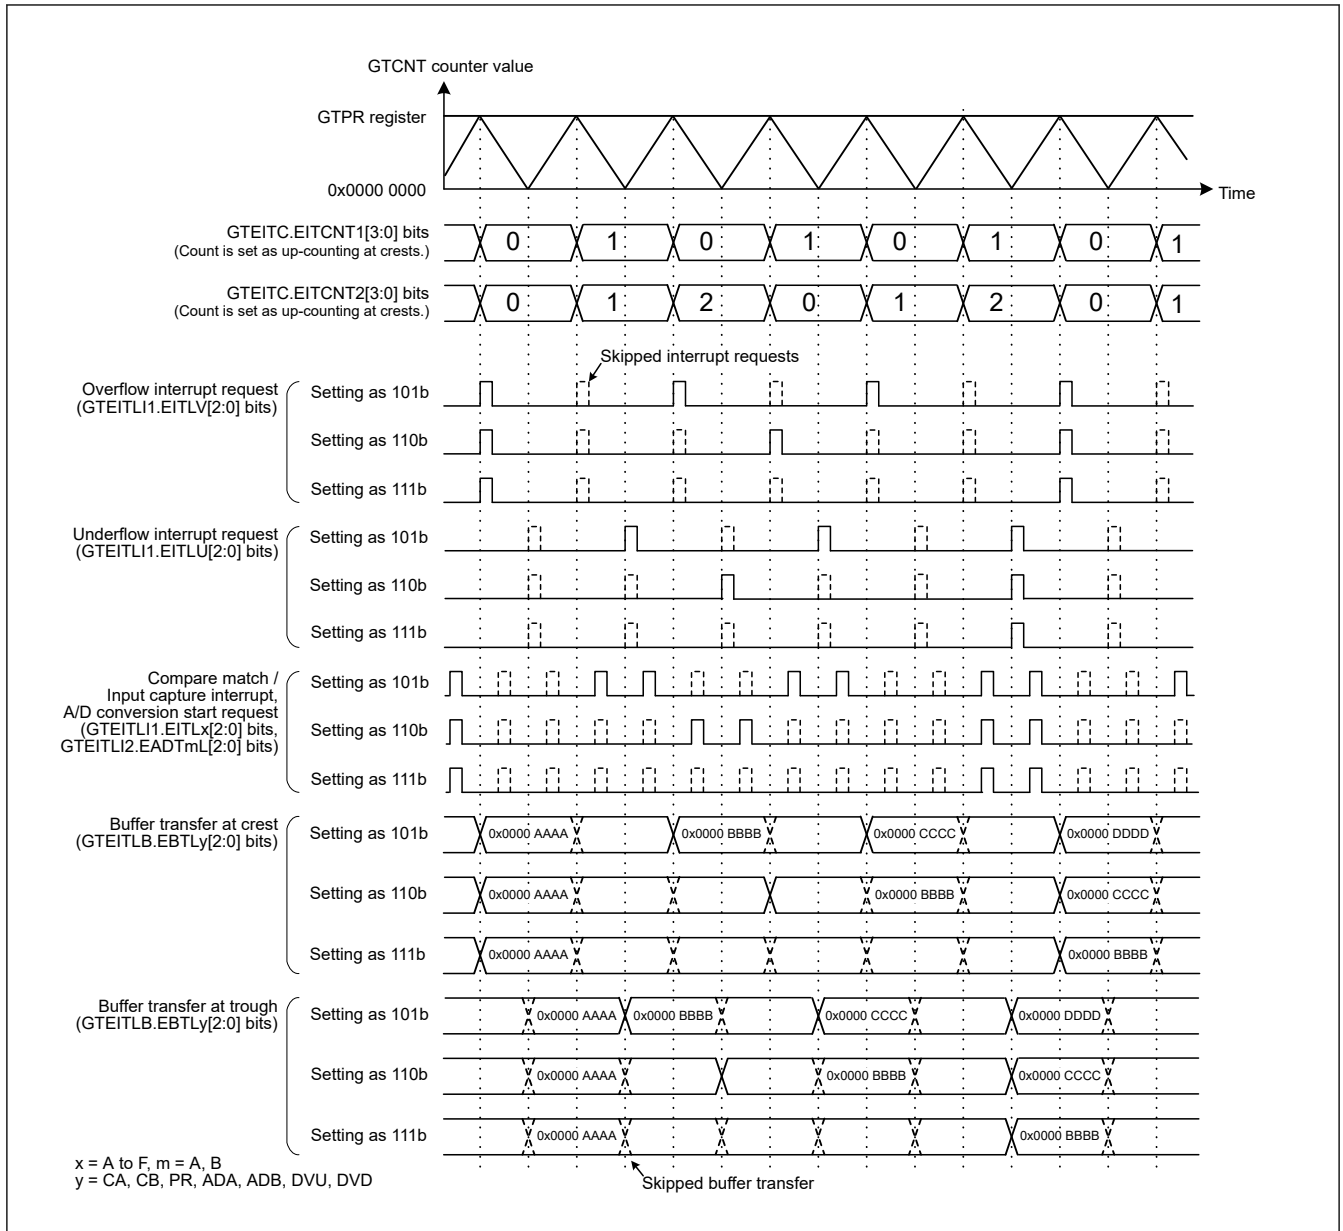 GTCNT counter value
GTPR register
0x0000 0000
Time
GTEITC.EITCNT1[3:0] bits
(Count is set as up-counting at crests.)
0 1 0 1 0 1 0 1
GTEITC.EITCNT2[3:0] bits
(Count is set as up-counting at crests.)
0 1 2 0 1 2 0 1
Skipped interrupt requests
Overflow interrupt request
(GTEITLI1.EITLV[2:0] bits)
Setting as 101b
Setting as 110b
Setting as 111b
Underflow interrupt request
(GTEITLI1.EITLU[2:0] bits)
Setting as 101b
Setting as 110b
Setting as 111b
Compare match /
Input capture interrupt,
A/D conversion start request
(GTEITLI1.EITLx[2:0] bits,
GTEITLI2.EADTmL[2:0] bits)
Setting as 101b
Setting as 110b
Setting as 111b
Buffer transfer at crest
(GTEITLB.EBTLy[2:0] bits)
Setting as 101b
0x0000 AAAA 0x0000 BBBB 0x0000 CCCC 0x0000 DDDD
Setting as 110b
0x0000 AAAA 0x0000 BBBB 0x0000 CCCC
Setting as 111b
0x0000 AAAA 0x0000 BBBB
Buffer transfer at trough
(GTEITLB.EBTLy[2:0] bits)
Setting as 101b
0x0000 AAAA 0x0000 BBBB 0x0000 CCCC 0x0000 DDDD
Setting as 110b
0x0000 AAAA 0x0000 BBBB 0x0000 CCCC
Setting as 111b
0x0000 AAAA 0x0000 BBBB
x = A to F, m = A, B
y = CA, CB, PR, ADA, ADB, DVU, DVD
Skipped buffer transfer